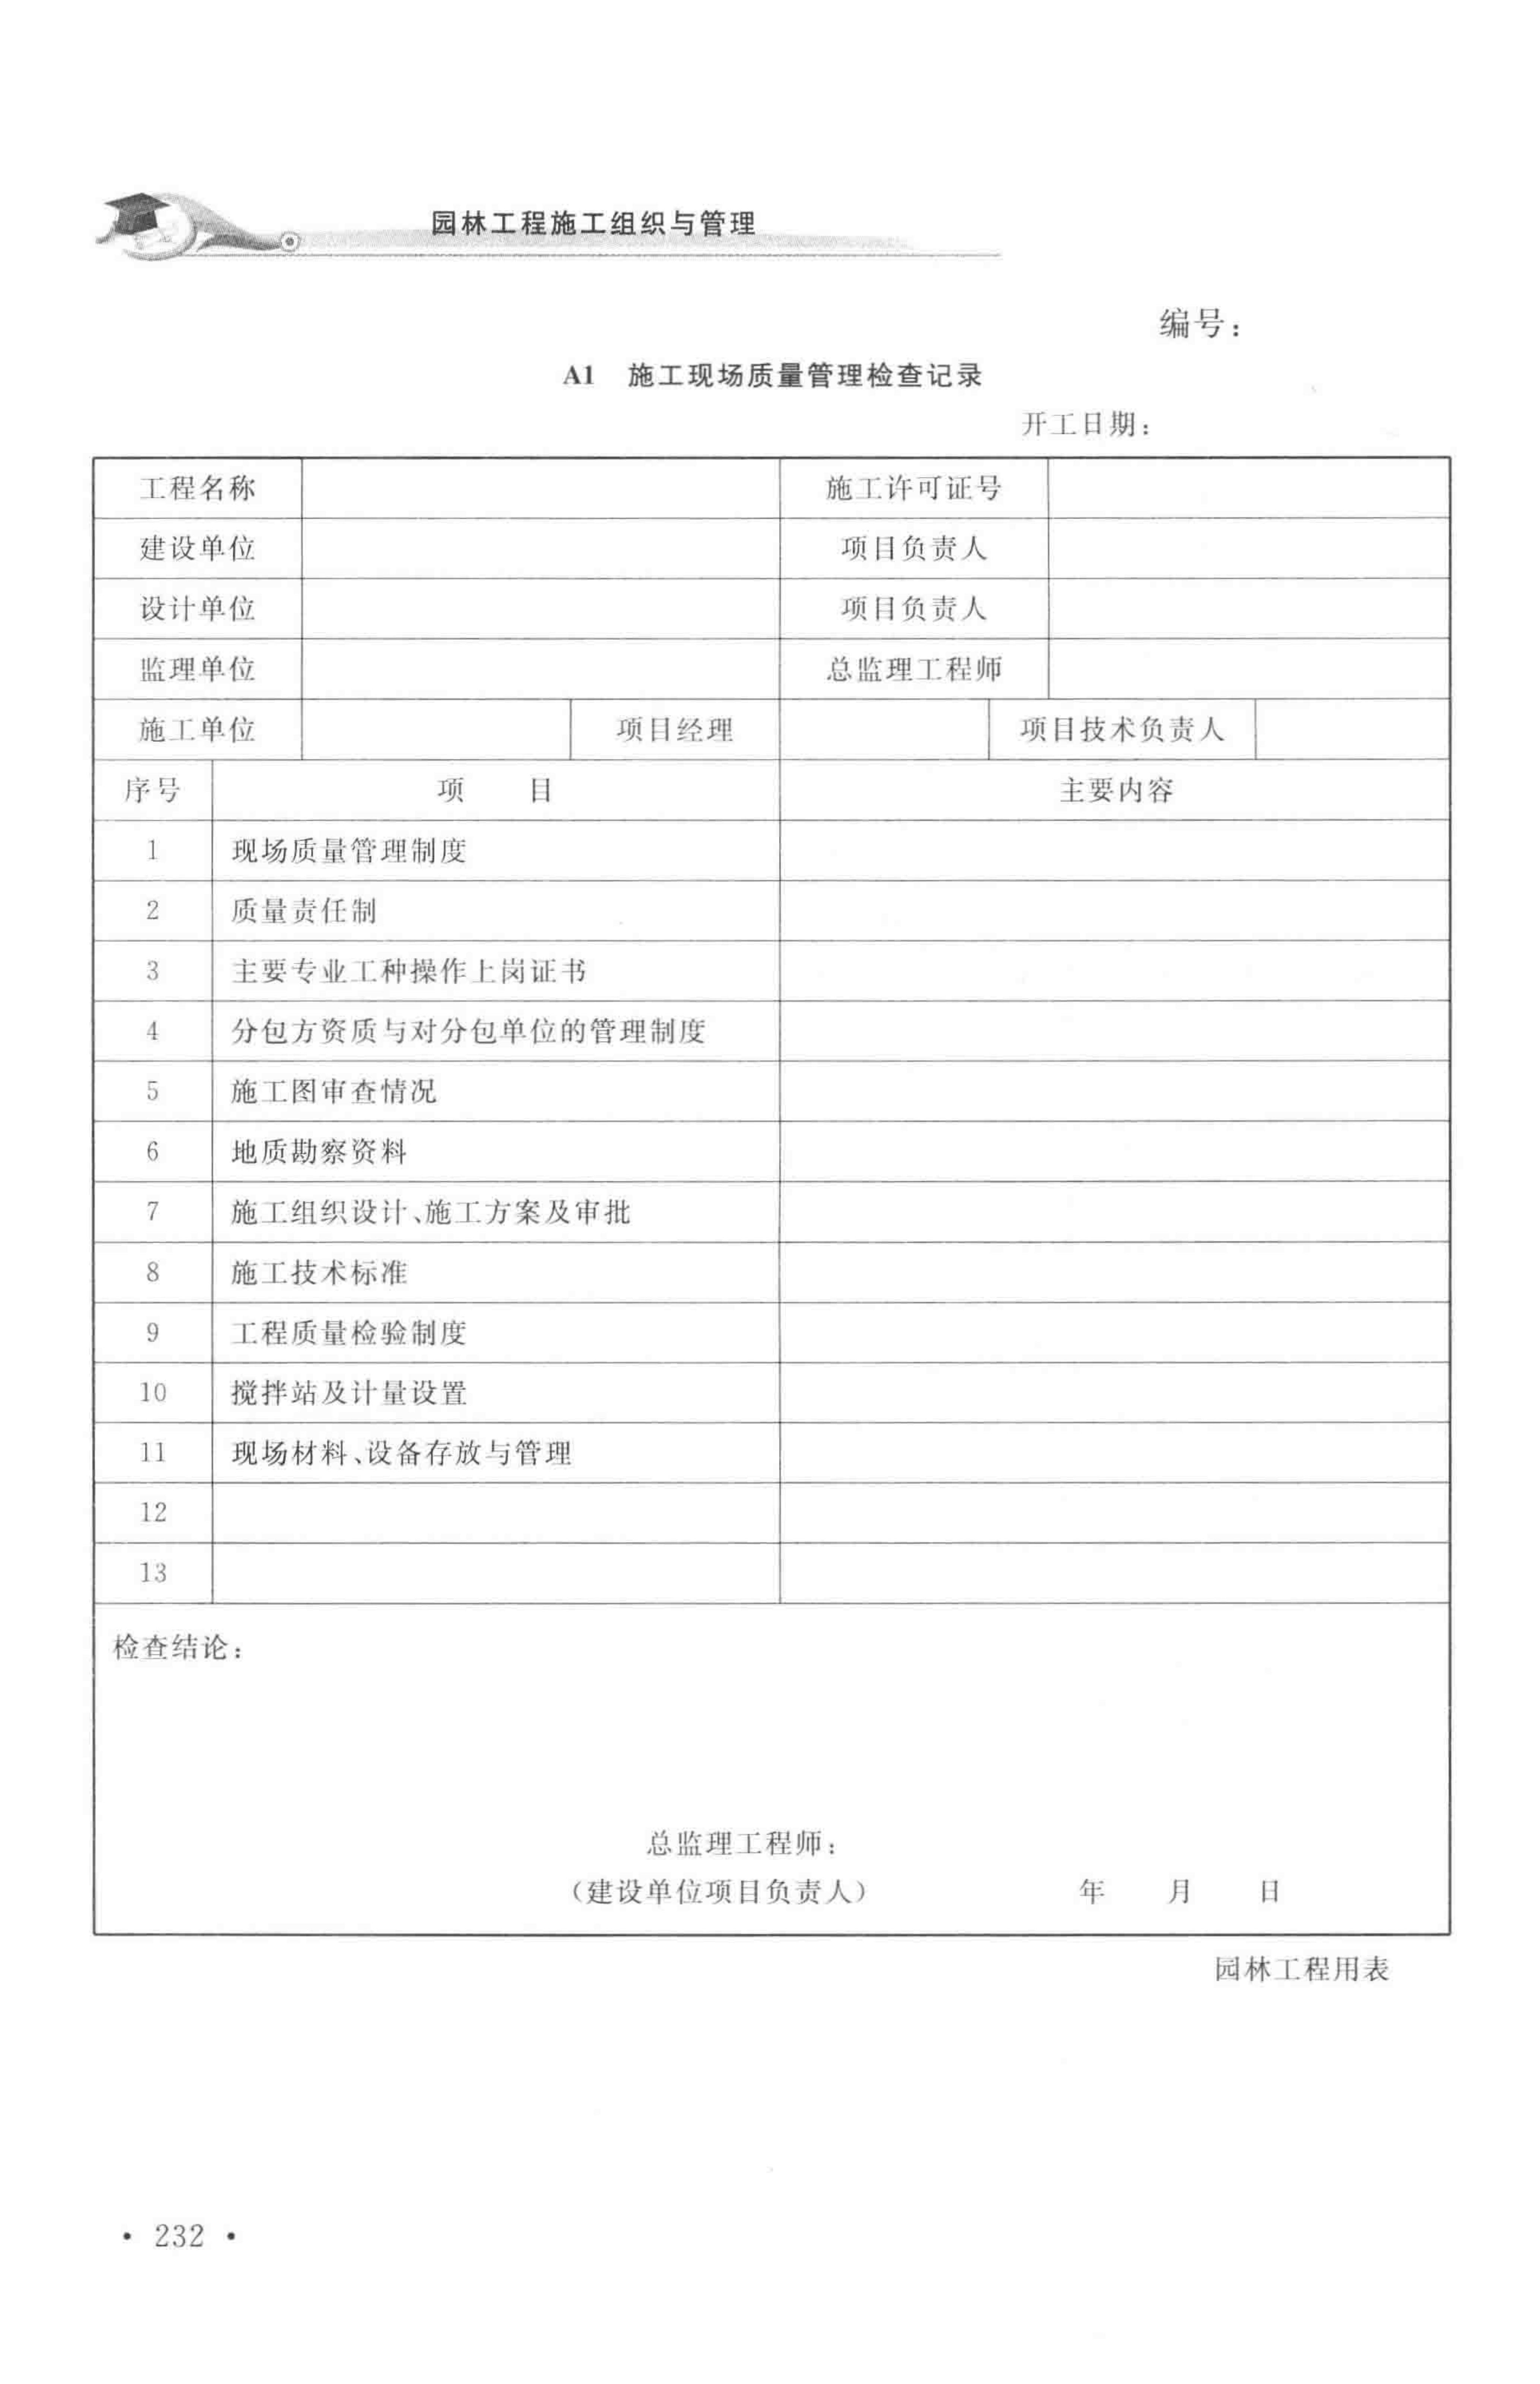 园林工程施工组织与管理
编号：
A1 施工现场质量管理检查记录
开工日期：
工程名称 施工许可证号
建设单位 项目负责人
设计单位 项目负责人
监理单位 总监理工程师
施工单位 项目经理 项目技术负责人
序号 项 目 主要内容
1 现场质量管理制度
2 质量责任制
3 主要专业工种操作上岗证书
4 分包方资质与对分包单位的管理制度
5 施工图审查情况
6 地质勘察资料
7 施工组织设计、施工方案及审批
8 施工技术标准
9 工程质量检验制度
10 搅拌站及计量设置
11 现场材料、设备存放与管理
12
13
检查结论：
总监理工程师：
（建设单位项目负责人） 年 月 日
园林工程用表
· 232 ·